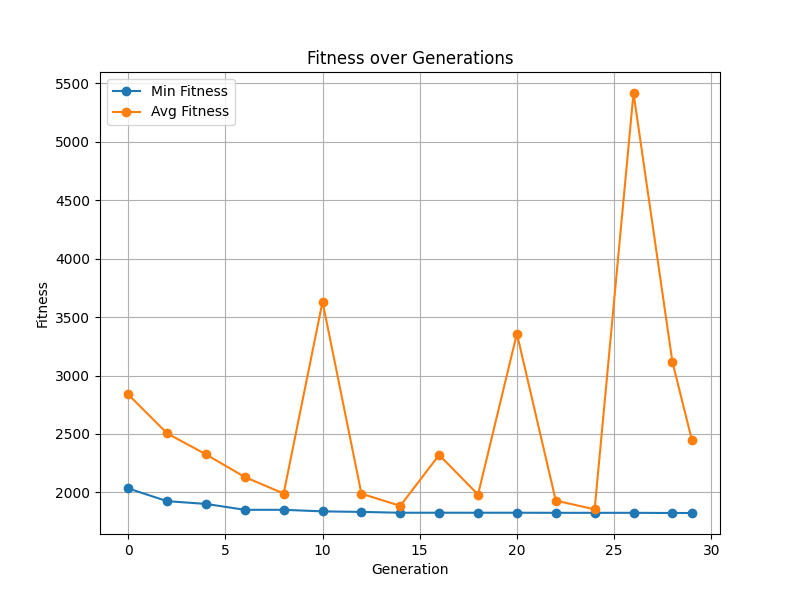 Fitness over Generations
Min Fitness
Avg Fitness
5500
5000
4500
4000
3500
3000
2500
2000
Fitness
0 5 10 15 20 25 30
Generation